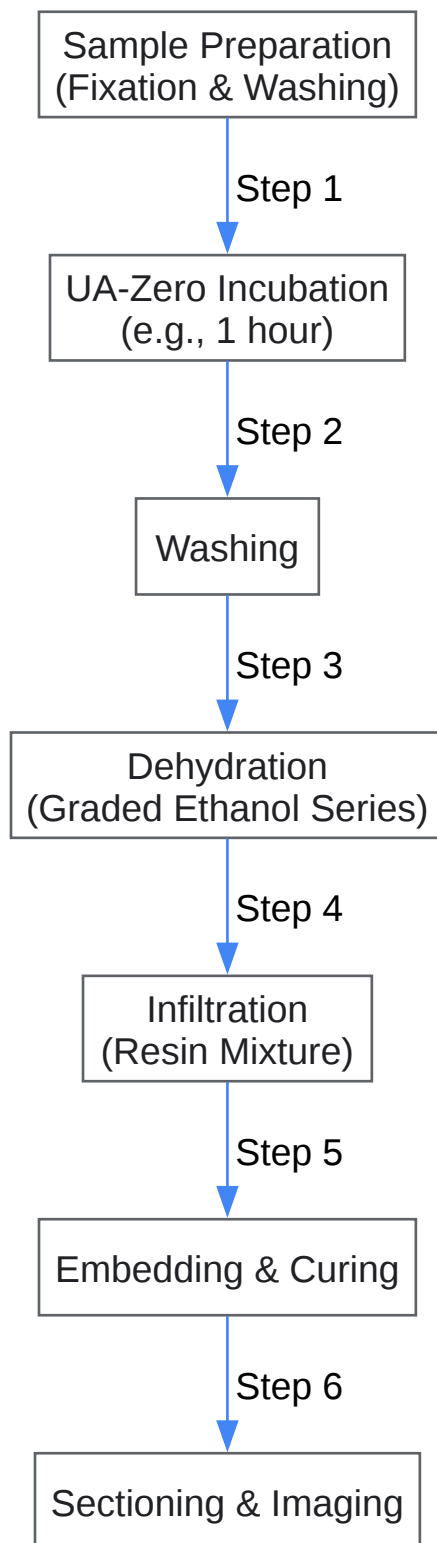 Sample Preparation
(Fixation & Washing)
Step 1
UA-Zero Incubation
(e.g., 1 hour)
Step 2
Washing
Step 3
Dehydration
(Graded Ethanol Series)
Step 4
Infiltration
(Resin Mixture)
Step 5
Embedding & Curing
Step 6
Sectioning & Imaging